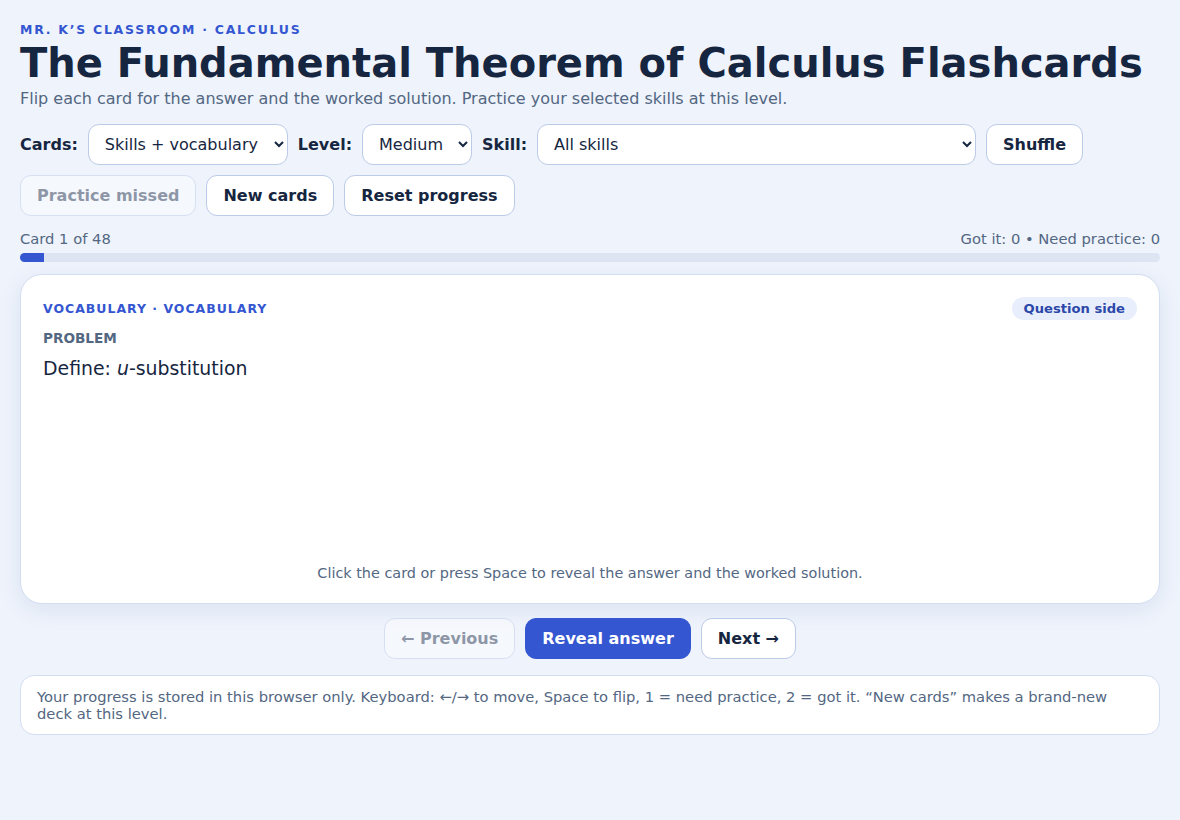 MR. K’S CLASSROOM · CALCULUS
The Fundamental Theorem of Calculus Flashcards
Flip each card for the answer and the worked solution. Practice your selected skills at this level.
Cards: Skills + vocabulary Level: Medium Skill: All skills Shuffle
Practice missed New cards Reset progress
Card 1 of 48 Got it: 0 • Need practice: 0
VOCABULARY · VOCABULARY Question side
PROBLEM
Define: u-substitution
Click the card or press Space to reveal the answer and the worked solution.
← Previous Reveal answer Next →
Your progress is stored in this browser only. Keyboard: ←/→ to move, Space to flip, 1 = need practice, 2 = got it. “New cards” makes a brand-new
deck at this level.